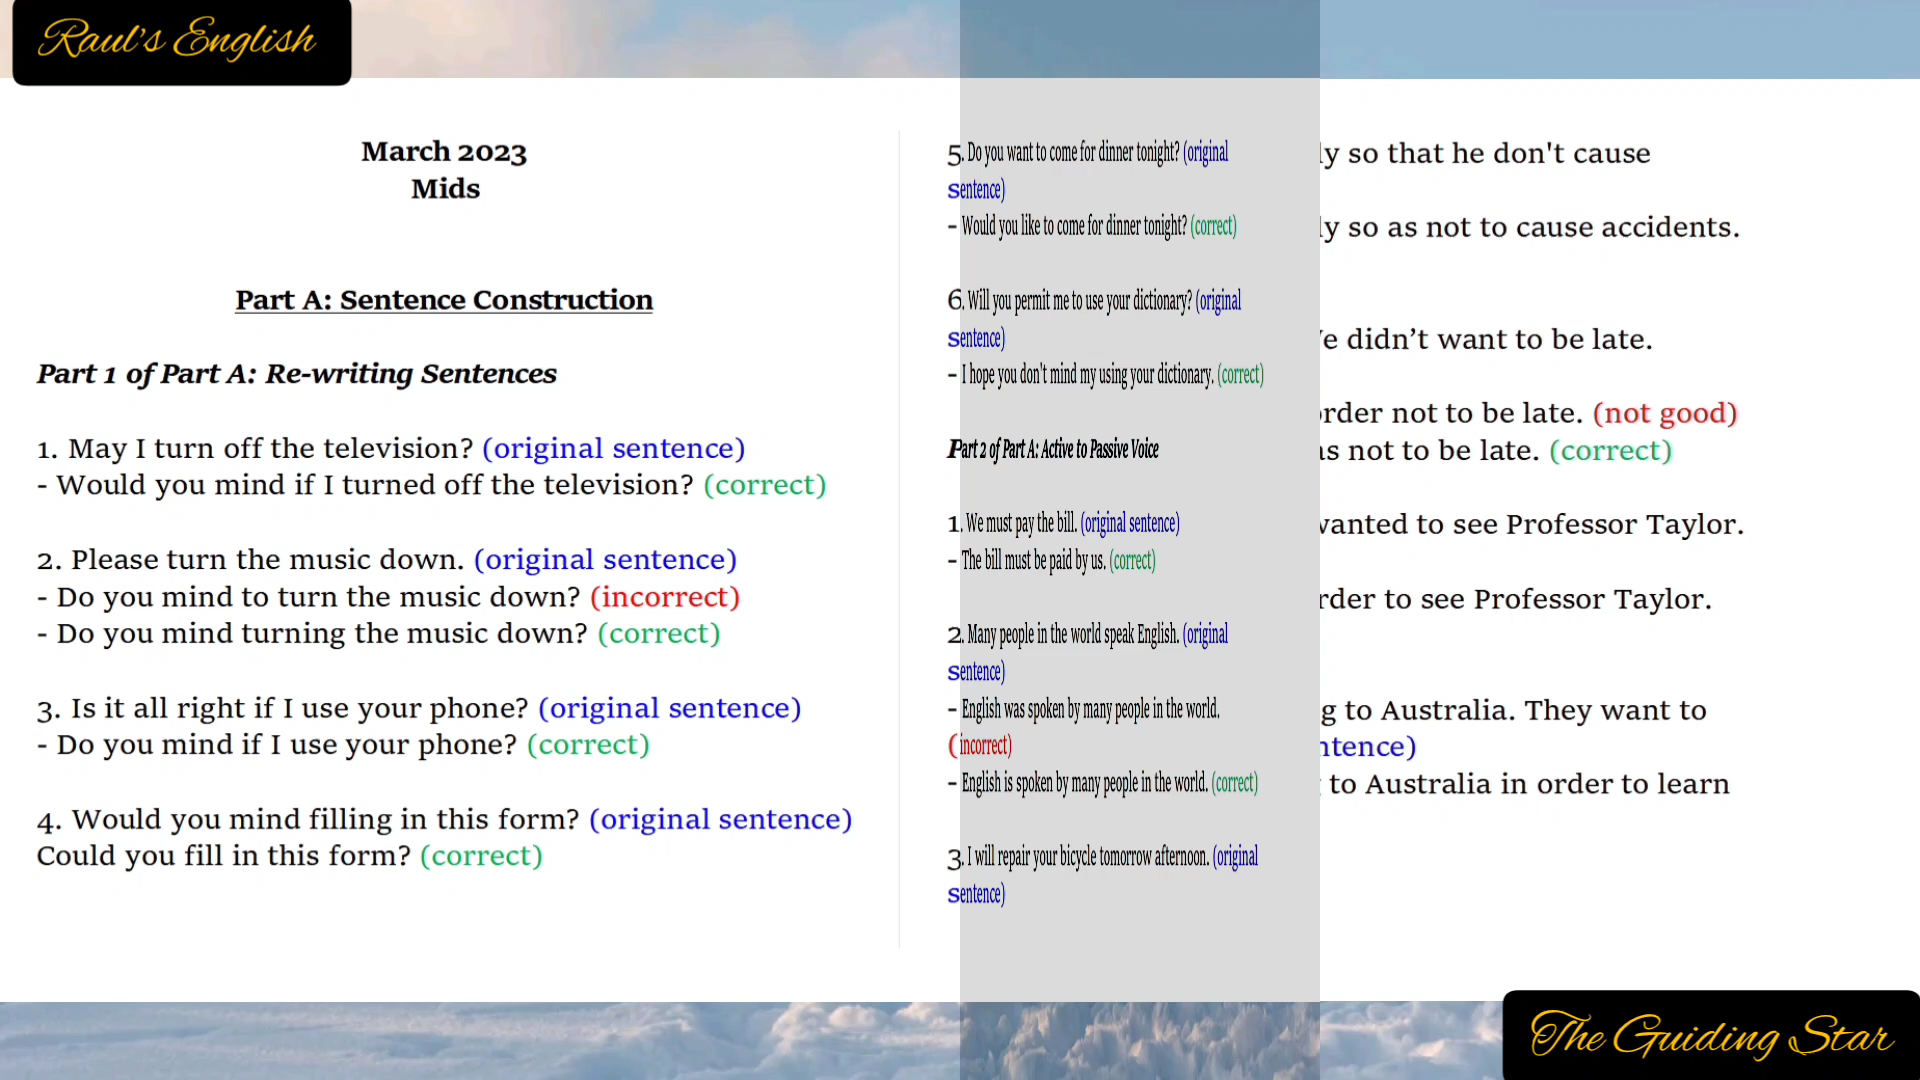 Raul's English
March 2023
Mids
Part A: Sentence Construction
Part 1 of Part A: Re-writing Sentences
1. May I turn off the television? (original sentence)
- Would you mind if I turned off the television? (correct)
2. Please turn the music down. (original sentence)
- Do you mind to turn the music down? (incorrect)
- Do you mind turning the music down? (correct)
3. Is it all right if I use your phone? (original sentence)
- Do you mind if I use your phone? (correct)
4. Would you mind filling in this form? (original sentence)
Could you fill in this form? (correct)
5. Do you want to come for dinner tonight? (original
sentence)
- Would you like to come for dinner tonight? (correct)
6. Will you permit me to use your dictionary? (original
sentence)
- I hope you don't mind my using your dictionary. (correct)
Part 2 of Part A: Active to Passive Voice
1. We must pay the bill. (original sentence)
- The bill must be paid by us. (correct)
2. Many people in the world speak English. (original
sentence)
- English was spoken by many people in the world.
(incorrect)
- English is spoken by many people in the world. (correct)
3. I will repair your bicycle tomorrow afternoon. (original
sentence)
ly so that he don't cause
ly so as not to cause accidents.
e didn't want to be late.
rder not to be late. (not good)
as not to be late. (correct)
wanted to see Professor Taylor.
rder to see Professor Taylor.
g to Australia. They want to
ntence)
to Australia in order to learn
The Guiding Star